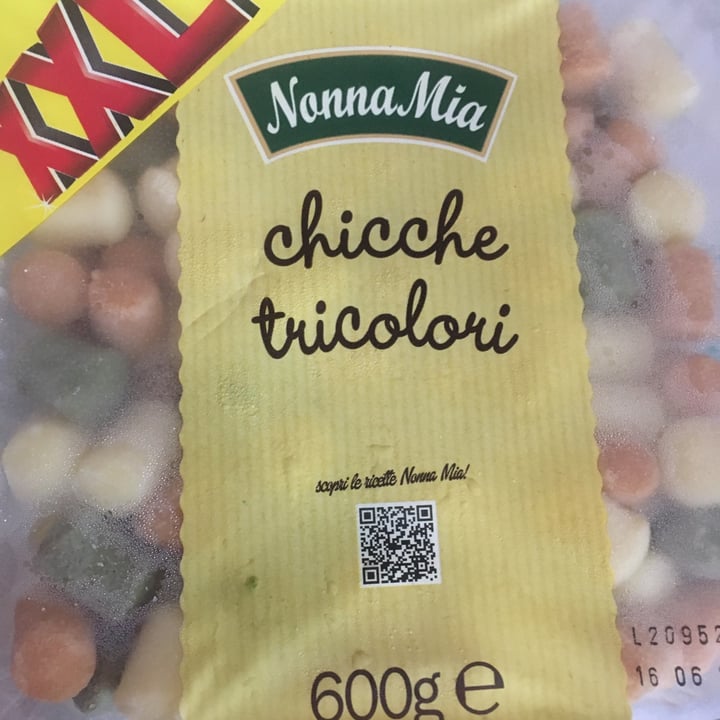 XXL
Nonna Mia
chicche
tricolori
scopri le ricette Nonna Mia!
600g e
L20952
16 06